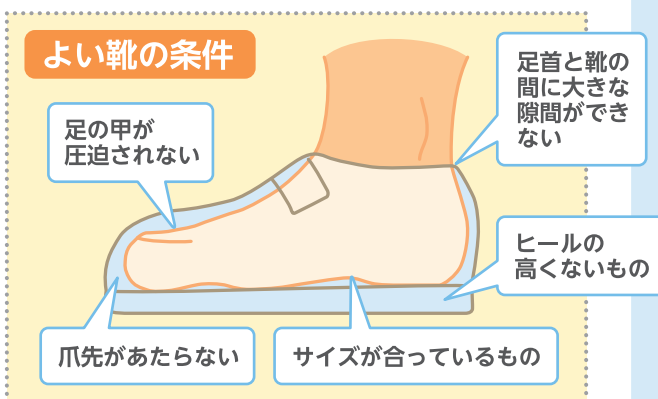 よい靴の条件
足の甲が
圧迫されない
足首と靴の
間に大きな
隙間ができ
ない
ヒールの
高くないもの
爪先があたらない
サイズが合っているもの